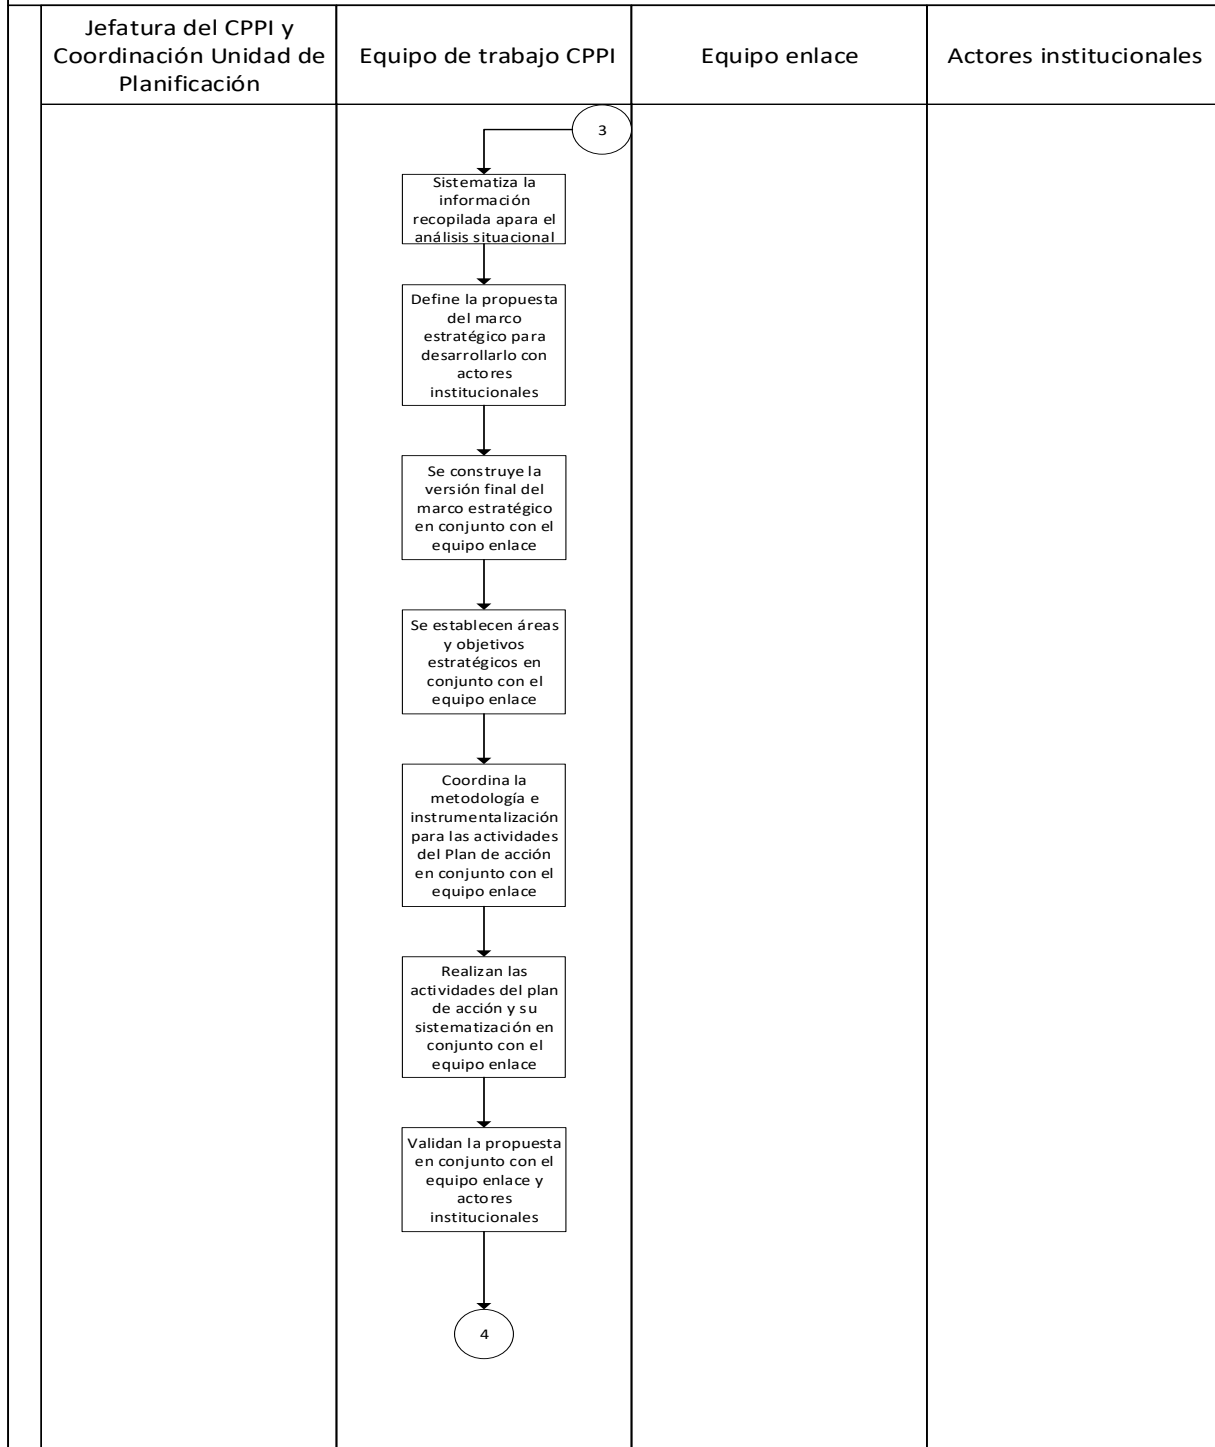 Jefatura del CPPI y
Coordinación Unidad de
Planificación
Equipo de trabajo CPPI
Equipo enlace
Actores institucionales
3
Sistematiza la
información
recopilada apara el
análisis situacional
Define la propuesta
del marco
estratégico para
desarrollarlo con
actores
institucionales
Se construye la
versión final del
marco estratégico
en conjunto con el
equipo enlace
Se establecen áreas
y objetivos
estratégicos en
conjunto con el
equipo enlace
Coordina la
metodología e
instrumentalización
para las actividades
del Plan de acción
en conjunto con el
equipo enlace
Realizan las
actividades del plan
de acción y su
sistematización en
conjunto con el
equipo enlace
Validan la propuesta
en conjunto con el
equipo enlace y
actores
institucionales
4